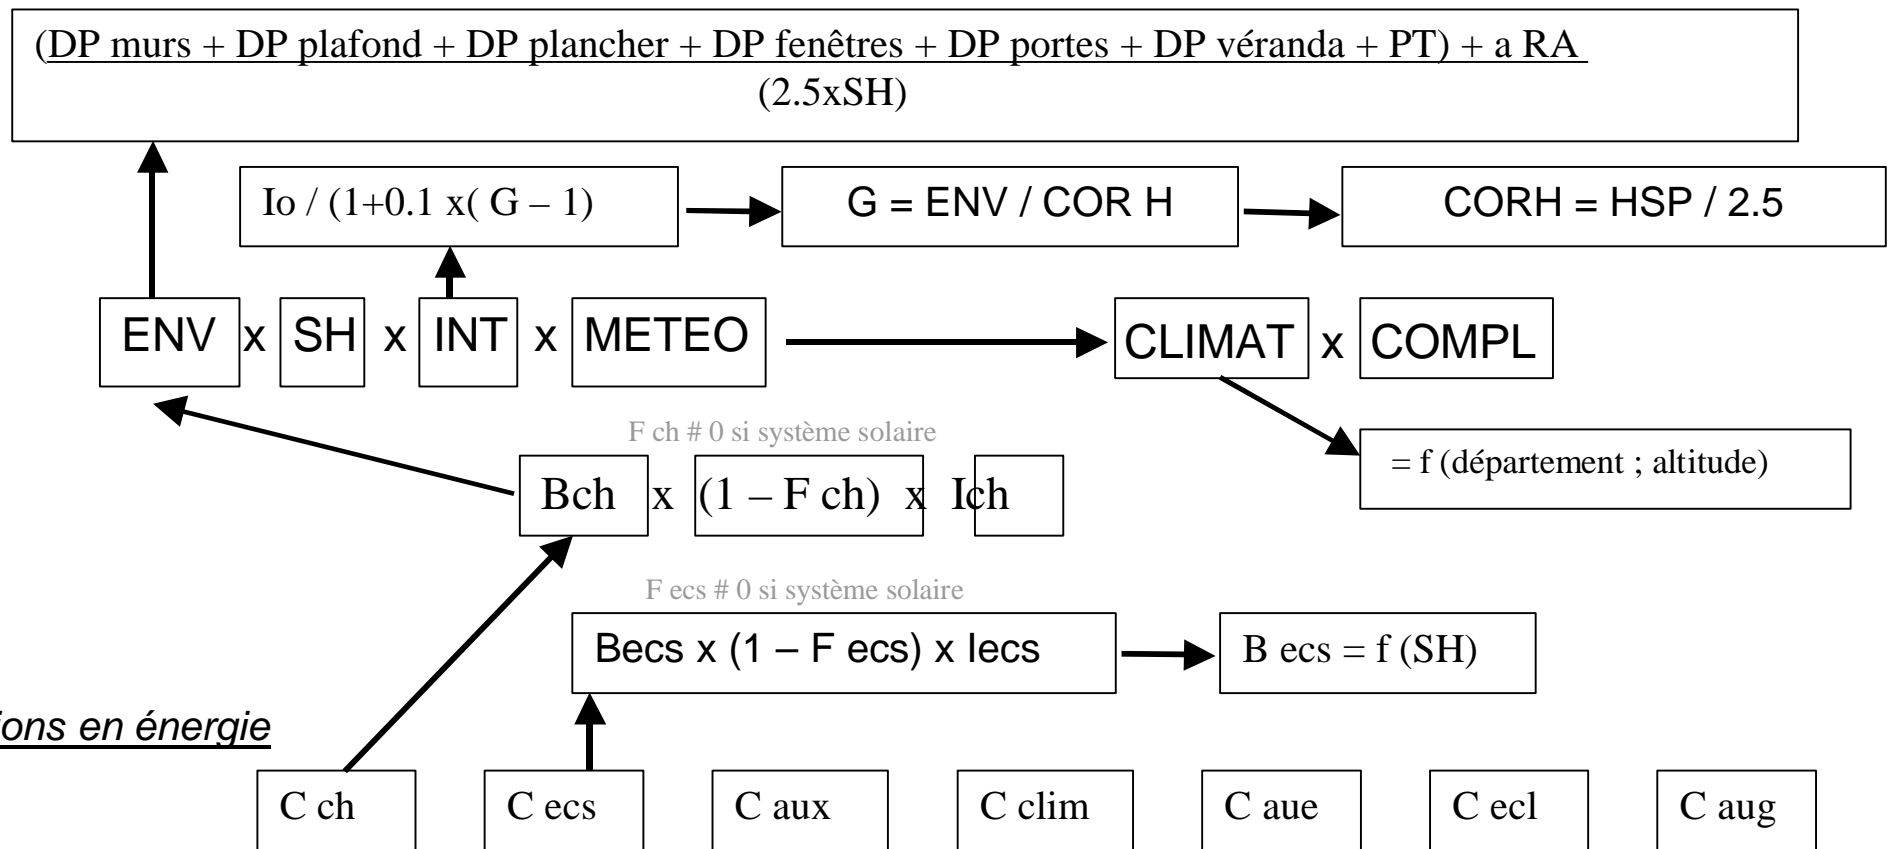 (DP murs + DP plafond + DP plancher + DP fenêtres + DP portes + DP véranda + PT) + a RA
(2.5xSH)
Io / (1+0.1 x( G – 1)
G = ENV / COR H
CORH = HSP / 2.5
ENV x SH x INT x METEO
CLIMAT x COMPL
F ch # 0 si système solaire
= f (département ; altitude)
Bch x (1 – F ch) x Ich
F ecs # 0 si système solaire
Becs x (1 – F ecs) x Iecs
B ecs = f (SH)
ions en énergie
C ch
C ecs
C aux
C clim
C aue
C ecl
C aug